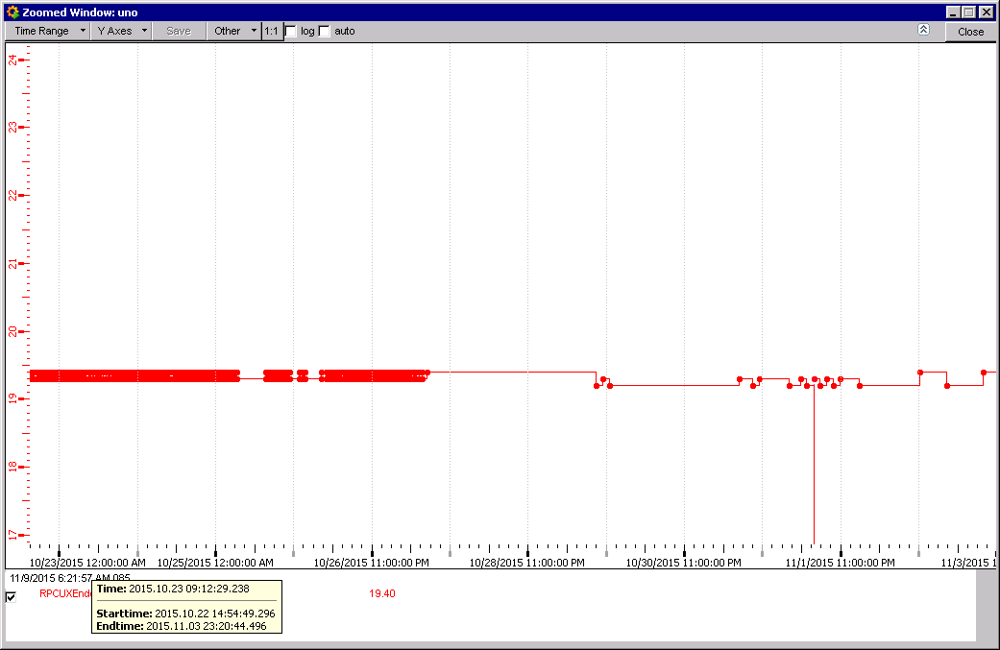 Zoomed Window: uno
Time Range Y Axes Save Other 1:1 log auto Close
24
23
22
21
20
19
18
17
10/23/2015 12:00:00 AM 10/25/2015 12:00:00 AM 10/26/2015 11:00:00 PM 10/28/2015 11:00:00 PM 10/30/2015 11:00:00 PM 11/1/2015 11:00:00 PM 11/3/2015 1
11/9/2015 6:21:57 AM.085
RPCUXEnd 19.40
Time: 2015.10.23 09:12:29.238
Starttime: 2015.10.22 14:54:49.296
Endtime: 2015.11.03 23:20:44.496